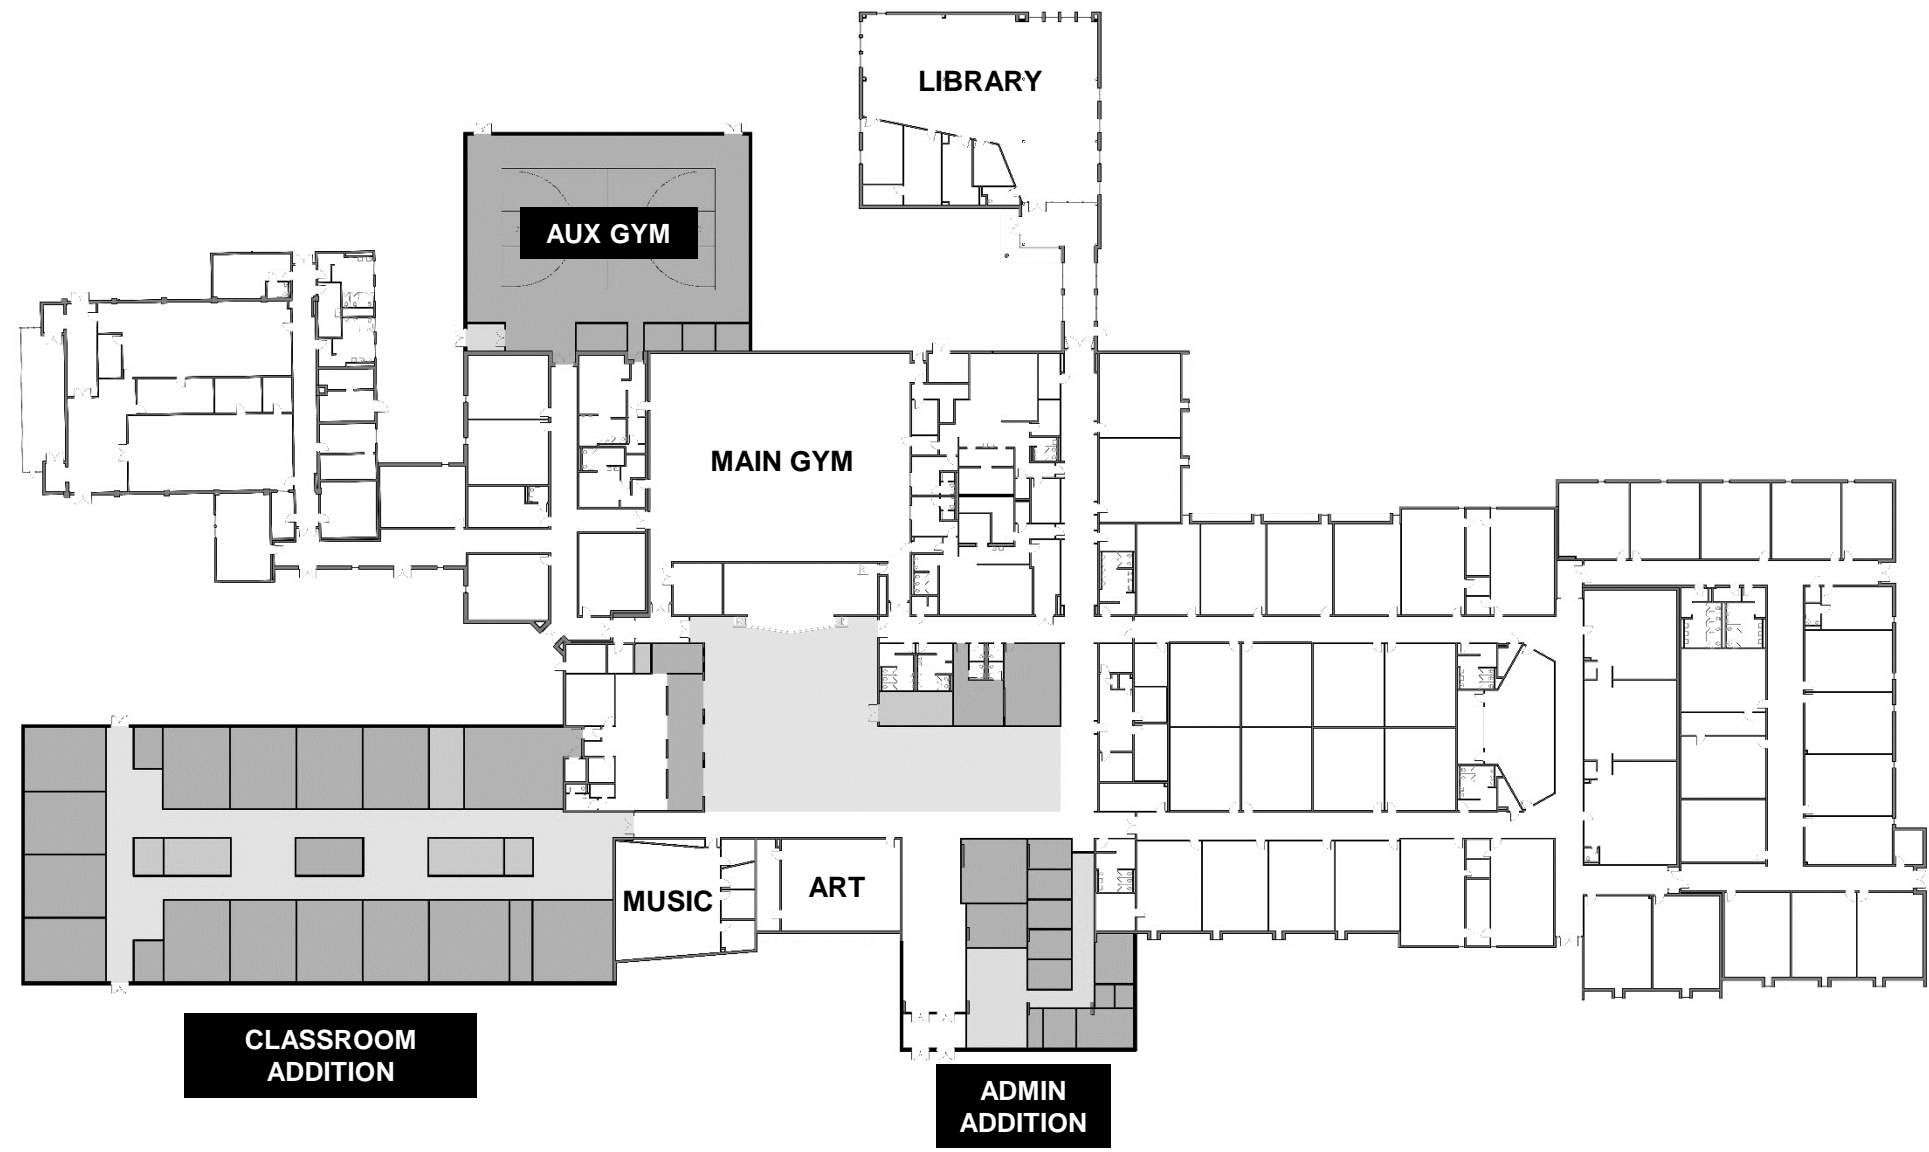 LIBRARY
AUX GYM
MAIN GYM
MUSIC
ART
CLASSROOM
ADDITION
ADMIN
ADDITION